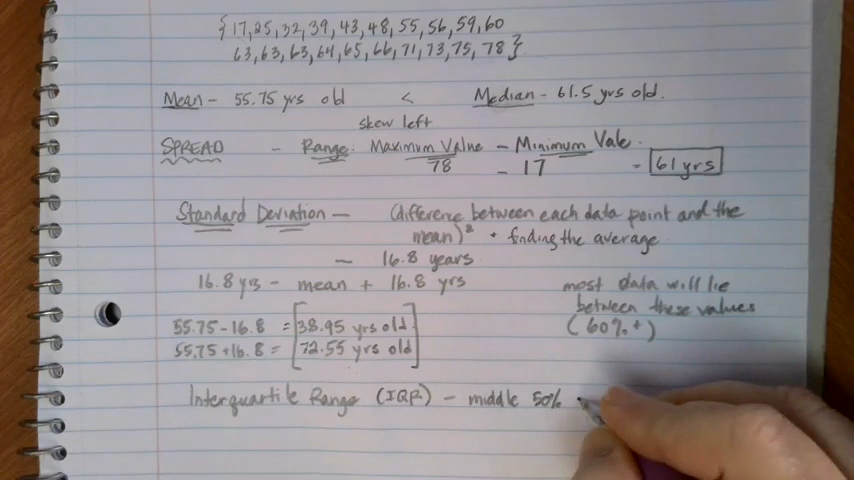 {17,25,32,39,43,48,55,56,59,60
63,63,63,64,65,66,71,73,75,78}
Mean - 55.75 yrs old < Median - 61.5 yrs old.
skew left
SPREAD - Range: Maximum Value - Minimum Vale.
78 - 17 = 61 yrs
Standard Deviation - (difference between each data point and the
mean)² + finding the average
- 16.8 years
16.8 yrs - mean + 16.8 yrs
most data will lie
between these values
(60%+)
55.75-16.8 = 38.95 yrs old
55.75+16.8 = 72.55 yrs old
Interquartile Range (IQR) - middle 50%